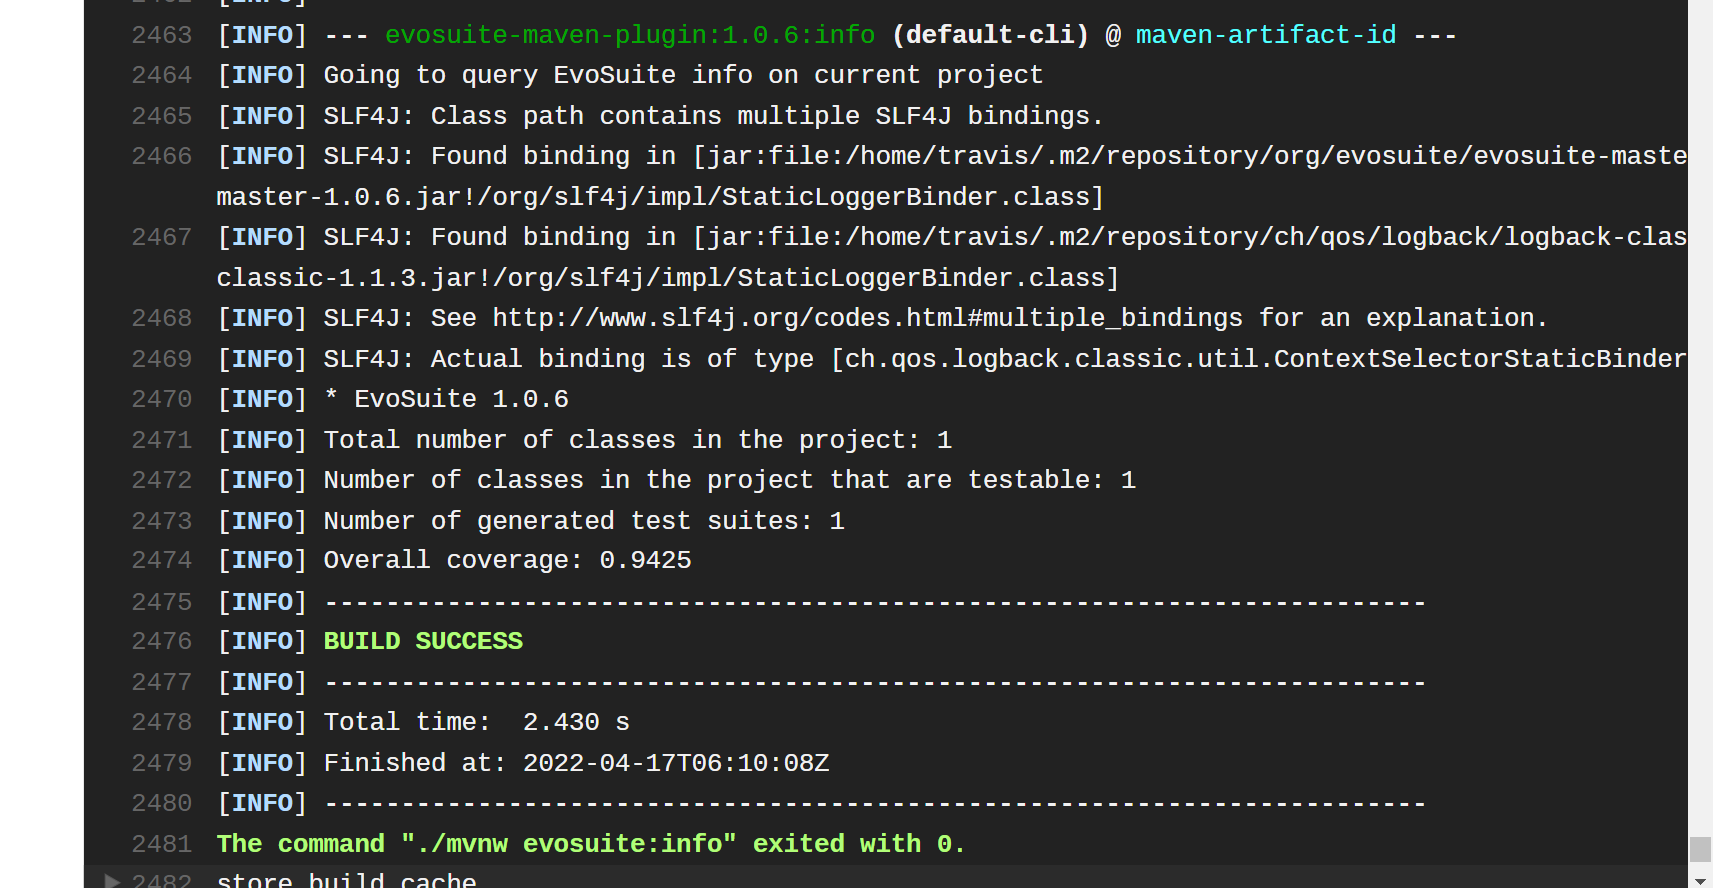 [INFO]
2463 [INFO] --- evosuite-maven-plugin:1.0.6:info (default-cli) @ maven-artifact-id ---
2464 [INFO] Going to query EvoSuite info on current project
2465 [INFO] SLF4J: Class path contains multiple SLF4J bindings.
2466 [INFO] SLF4J: Found binding in [jar:file:/home/travis/.m2/repository/org/evosuite/evosuite-maste
master-1.0.6.jar!/org/slf4j/impl/StaticLoggerBinder.class]
2467 [INFO] SLF4J: Found binding in [jar:file:/home/travis/.m2/repository/ch/qos/logback/logback-clas
classic-1.1.3.jar!/org/slf4j/impl/StaticLoggerBinder.class]
2468 [INFO] SLF4J: See http://www.slf4j.org/codes.html#multiple_bindings for an explanation.
2469 [INFO] SLF4J: Actual binding is of type [ch.qos.logback.classic.util.ContextSelectorStaticBinder
2470 [INFO] * EvoSuite 1.0.6
2471 [INFO] Total number of classes in the project: 1
2472 [INFO] Number of classes in the project that are testable: 1
2473 [INFO] Number of generated test suites: 1
2474 [INFO] Overall coverage: 0.9425
2475 [INFO] ------------------------------------------------------------------------
2476 [INFO] BUILD SUCCESS
2477 [INFO] ------------------------------------------------------------------------
2478 [INFO] Total time:  2.430 s
2479 [INFO] Finished at: 2022-04-17T06:10:08Z
2480 [INFO] ------------------------------------------------------------------------
2481 The command "./mvnw evosuite:info" exited with 0.
2482 store build cache